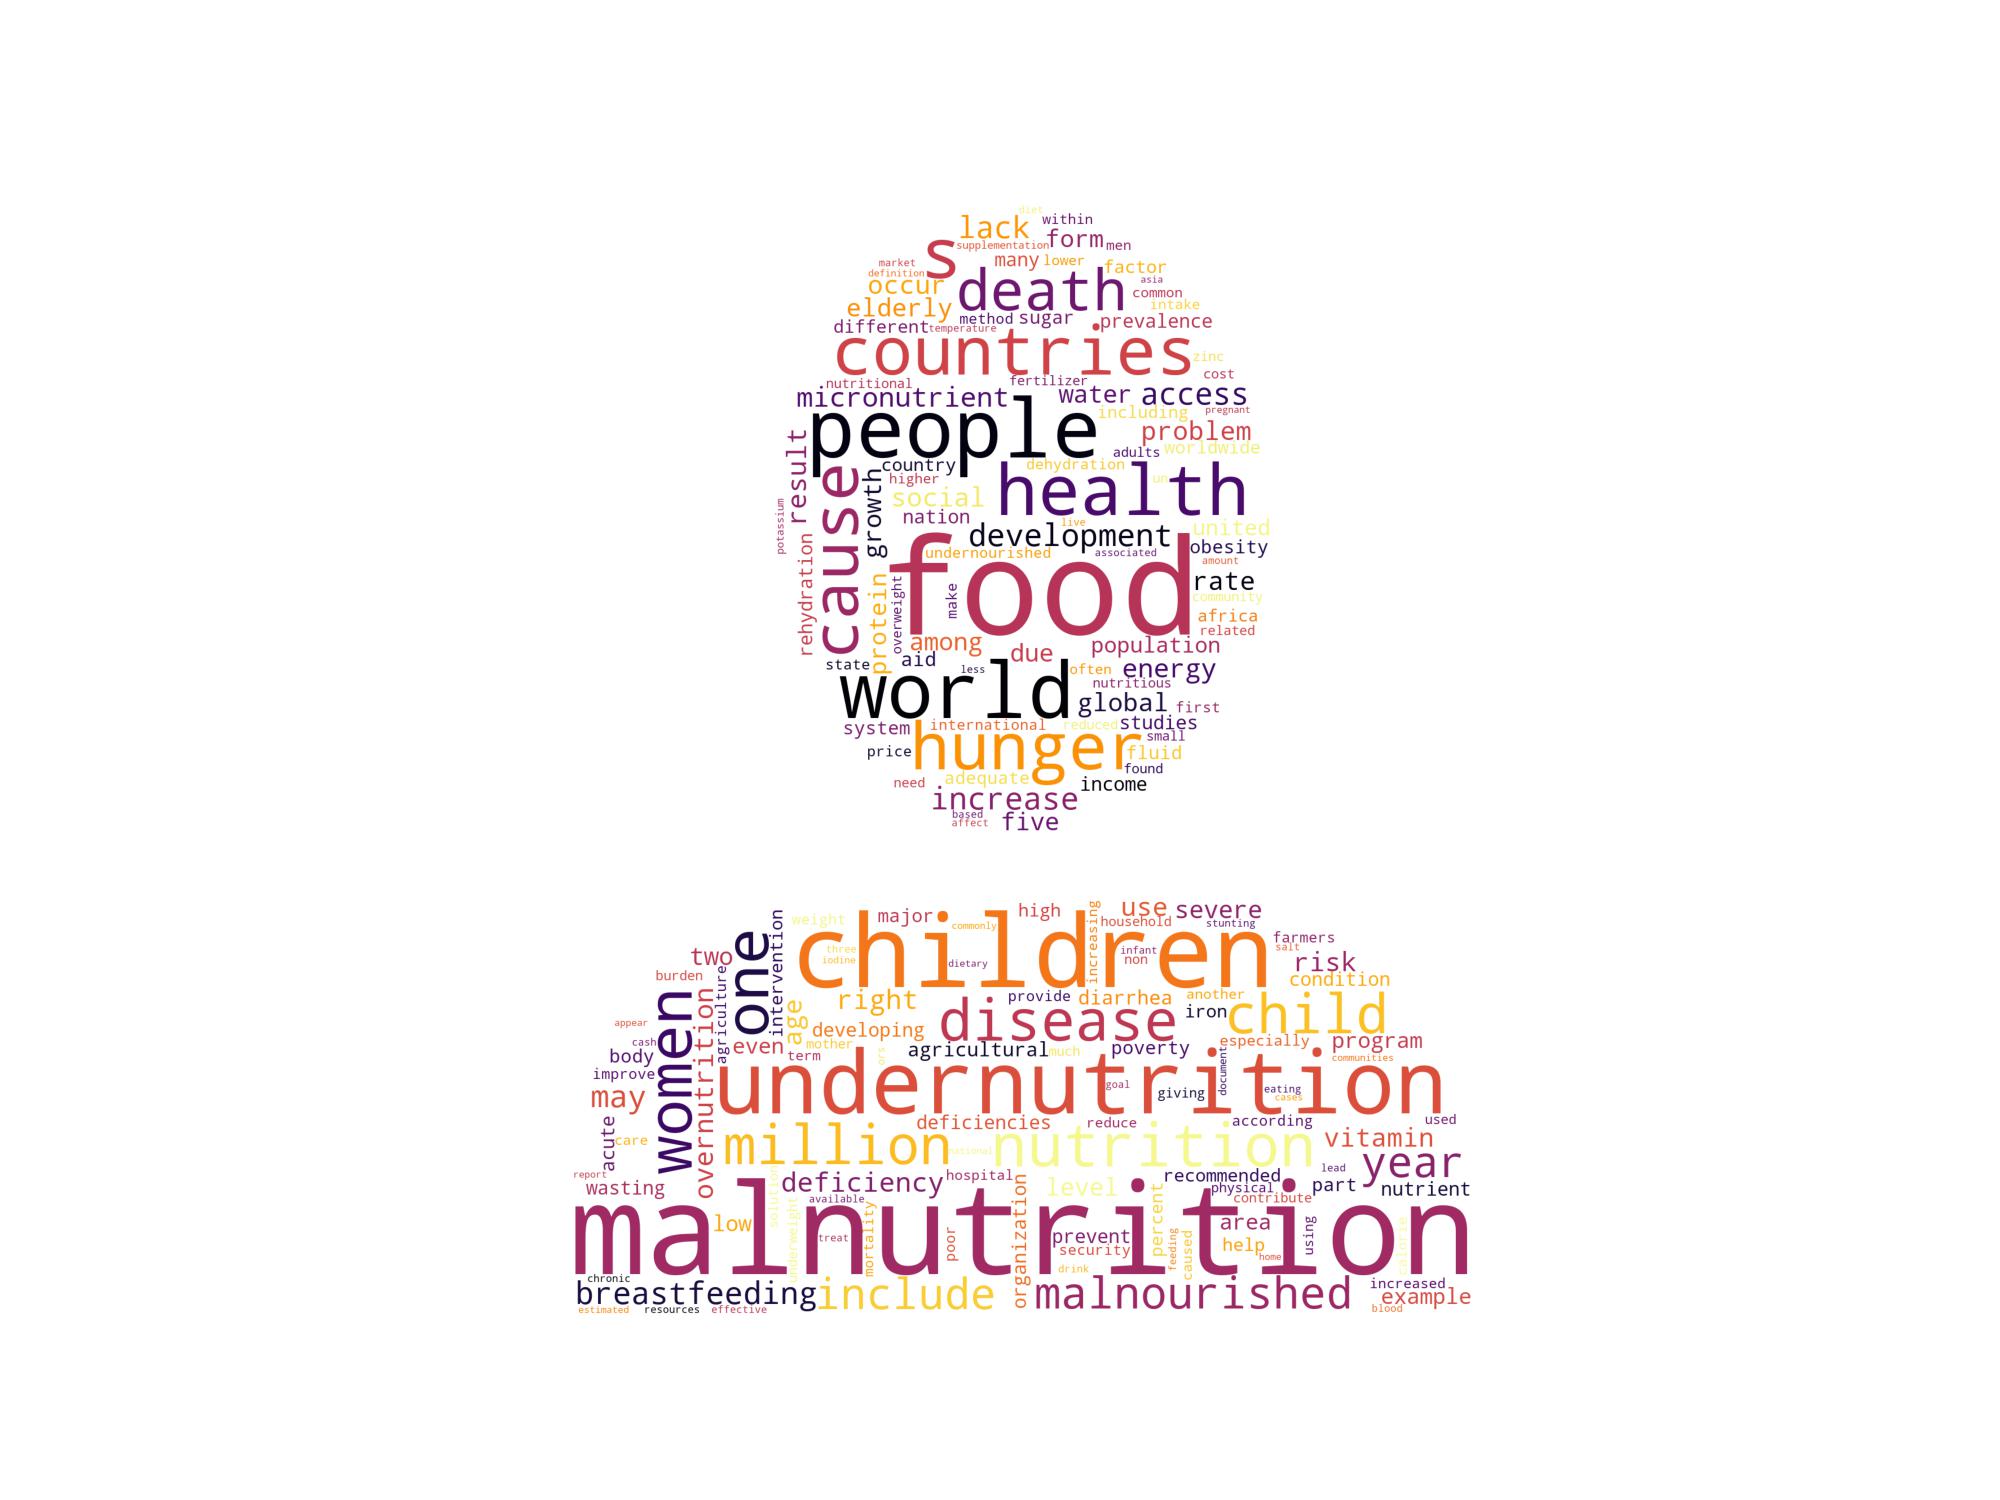 diet
lack within
s supplementation form men
market many lower factor
definition
occur death asia
common
elderly intake
method sugar
different temperature prevalence
countries zinc
nutritional fertilizer cost
micronutrient water access
people including pregnant
problem
result adults worldwide
country dehydration
cause growth higher health un
social
potassium nation live united
development
rehydration undernourished associated obesity
food amount
protein overweight make rate
community
africa
among related
state aid due population
less often energy
world nutritious
global first
system international reduced studies
hunger small
price fluid
found
need adequate income
increase
based
affect five
weight major high increasing use severe
children commonly household stunting
one intervention three infant farmers
two iodine dietary non salt
burden agriculture risk
condition
women overnutrition age right provide diarrhea another
disease iron child
appear developing
cash even mother especially program
body term ors agricultural much poverty communities
improve undernutrition goal giving document eating
may cases
acute deficiencies reduce according used
care million nutrition vitamin
national
report solution deficiency hospital recommended lead year
wasting available level physical part nutrient
malnutrition organization percent contribute
low underweight mortality area
treat poor prevent feeding caused help using calorie
security home
chronic drink
breastfeeding include malnourished increased
example
estimated resources effective blood